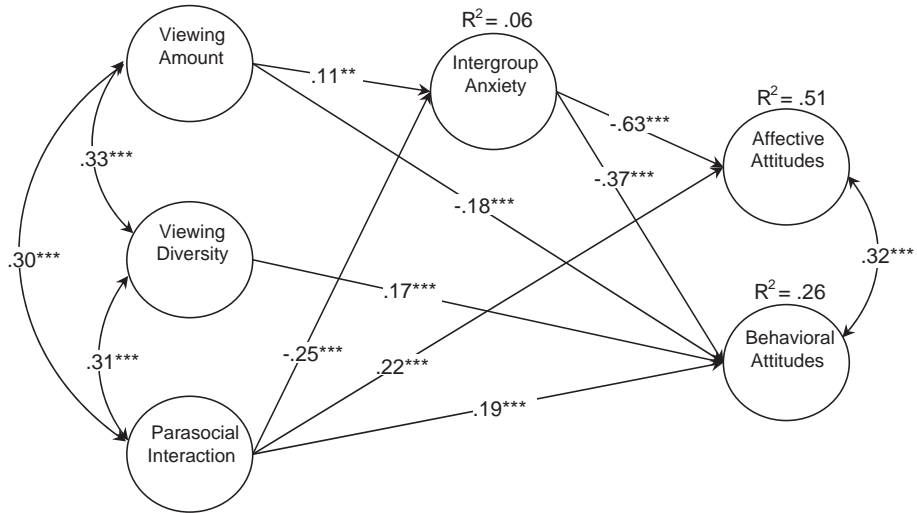 Viewing
Amount
R² = .06
Intergroup
Anxiety
.11**
R² = .51
Affective
Attitudes
-.63***
.33***
-.37***
-.18***
Viewing
Diversity
.30***
.32***
.17***
R² = .26
Behavioral
Attitudes
.31***
-.25***
.22***
.19***
Parasocial
Interaction